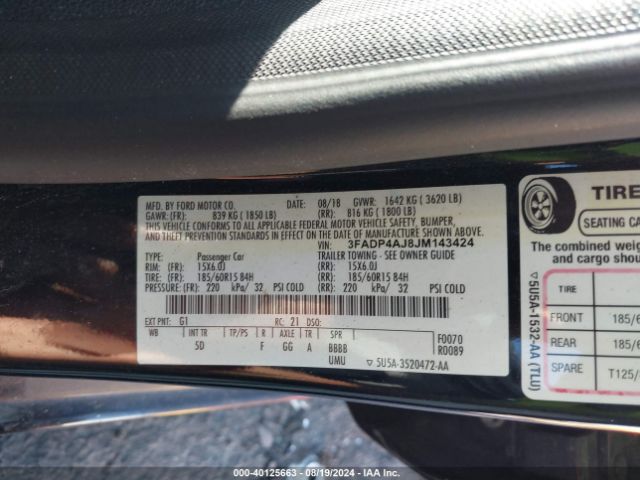 MFD. BY FORD MOTOR CO. DATE: 08/18 GVWR: 1642 KG ( 3620 LB)
GAWR:(FR): 839 KG ( 1850 LB) (RR): 816 KG ( 1800 LB)
THIS VEHICLE CONFORMS TO ALL APPLICABLE FEDERAL MOTOR VEHICLE SAFETY, BUMPER,
AND THEFT PREVENTION STANDARDS IN EFFECT ON THE DATE OF MANUFACTURE SHOWN ABOVE.
VIN: 3FADP4AJ8JM143424
TYPE: Passenger Car TRAILER TOWING - SEE OWNER GUIDE
RIM: (FR): 15X6.0J (RR): 15X6.0J
TIRE: (FR): 185/60R15 84H (RR): 185/60R15 84H
PRESSURE: (FR): 220 kPa/ 32 PSI COLD (RR): 220 kPa/ 32 PSI COLD
EXT PNT: G1 RC: 21 DSO:
WB INT TR TP/PS R AXLE TR SPR F0070
5D F GG A BBBB R0089
UMU ▽ 5U5A-3520472-AA
▽5U5A-1532-AA (TLU)
TIRE
SEATING CA
The combined weig
and cargo shou
TIRE
FRONT 185/6
REAR 185/6
SPARE T125/
© 40125663 - 08/19/2024 - IAA Inc.